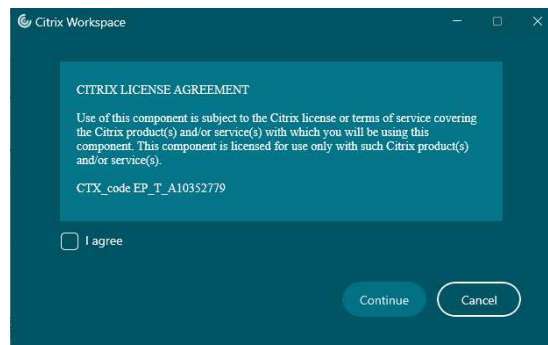 Citrix Workspace
CITRIX LICENSE AGREEMENT
Use of this component is subject to the Citrix license or terms of service covering
the Citrix product(s) and/or service(s) with which you will be using this
component. This component is licensed for use only with such Citrix product(s)
and/or service(s).
CTX_code EP_T_A10352779
I agree
Continue
Cancel